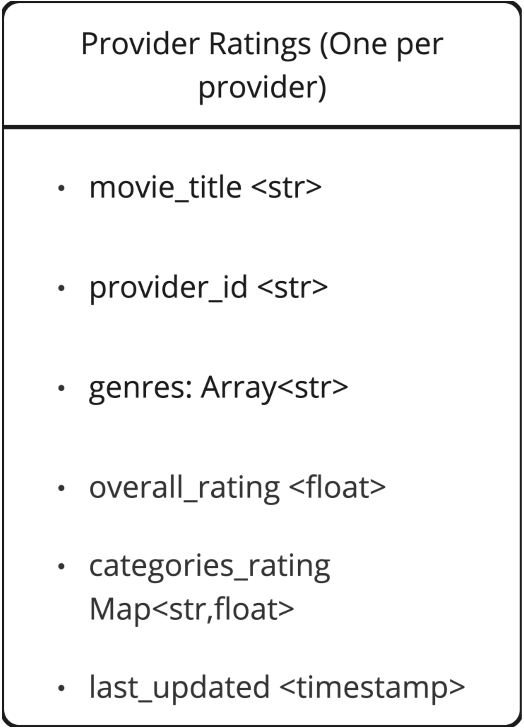 Provider Ratings (One per
provider)
• movie_title <str>
• provider_id <str>
• genres: Array<str>
• overall_rating <float>
• categories_rating
Map<str,float>
• last_updated <timestamp>